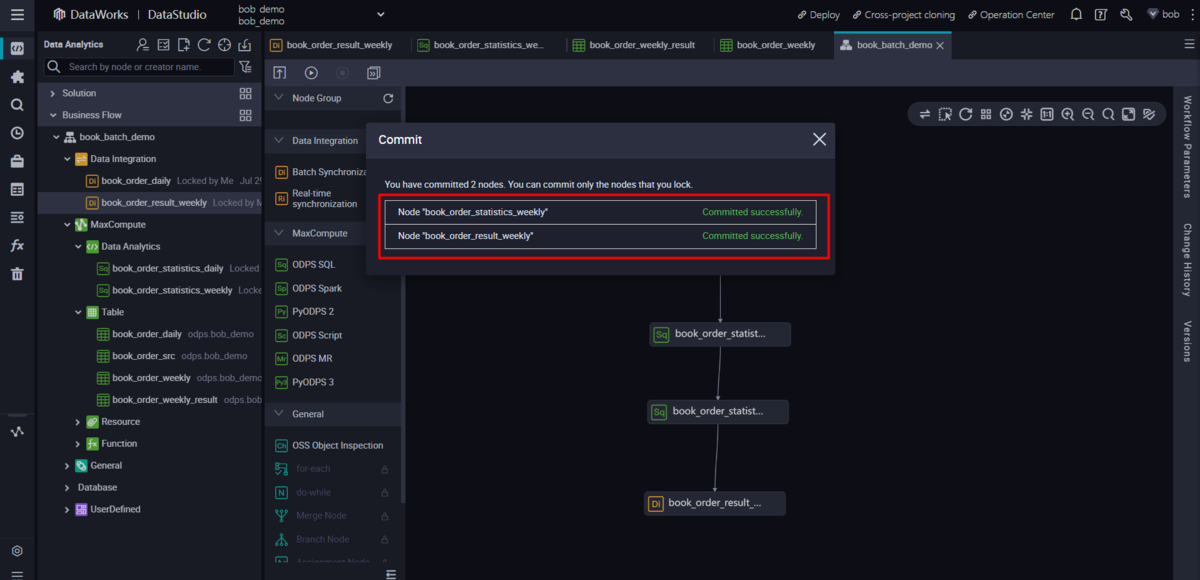 DataWorks | DataStudio
bob_demo
bob_demo
Deploy
Cross-project cloning
Operation Center
bob
Data Analytics
Search by node or creator name.
Solution
Business Flow
book_batch_demo
Data Integration
Di book_order_daily Locked by Me Jul 29
Di book_order_result_weekly Locked by M
MaxCompute
Data Analytics
Sq book_order_statistics_daily Locked
Sq book_order_statistics_weekly Locke
Table
book_order_daily odps.bob_demo
book_order_src odps.bob_demo
book_order_weekly odps.bob_demo
book_order_weekly_result odps.bob
Resource
fx Function
General
Database
UserDefined
Di book_order_result_weekly
Sq book_order_statistics_we...
book_order_weekly_result
book_order_weekly
book_batch_demo
Node Group
Data Integration
Di Batch Synchroniza
Ri Real-time
synchronization
MaxCompute
Sq ODPS SQL
Sp ODPS Spark
Py PyODPS 2
Sc ODPS Script
Mr ODPS MR
Py3 PyODPS 3
General
Ch OSS Object Inspection
for-each
N do-while
Merge Node
Branch Node
Assignment Node
Commit
You have committed 2 nodes. You can commit only the nodes that you lock.
Node "book_order_statistics_weekly" Committed successfully.
Node "book_order_result_weekly" Committed successfully.
1:1
Sq book_order_statist...
Sq book_order_statist...
Di book_order_result_...
Workflow Parameters
Change History
Versions